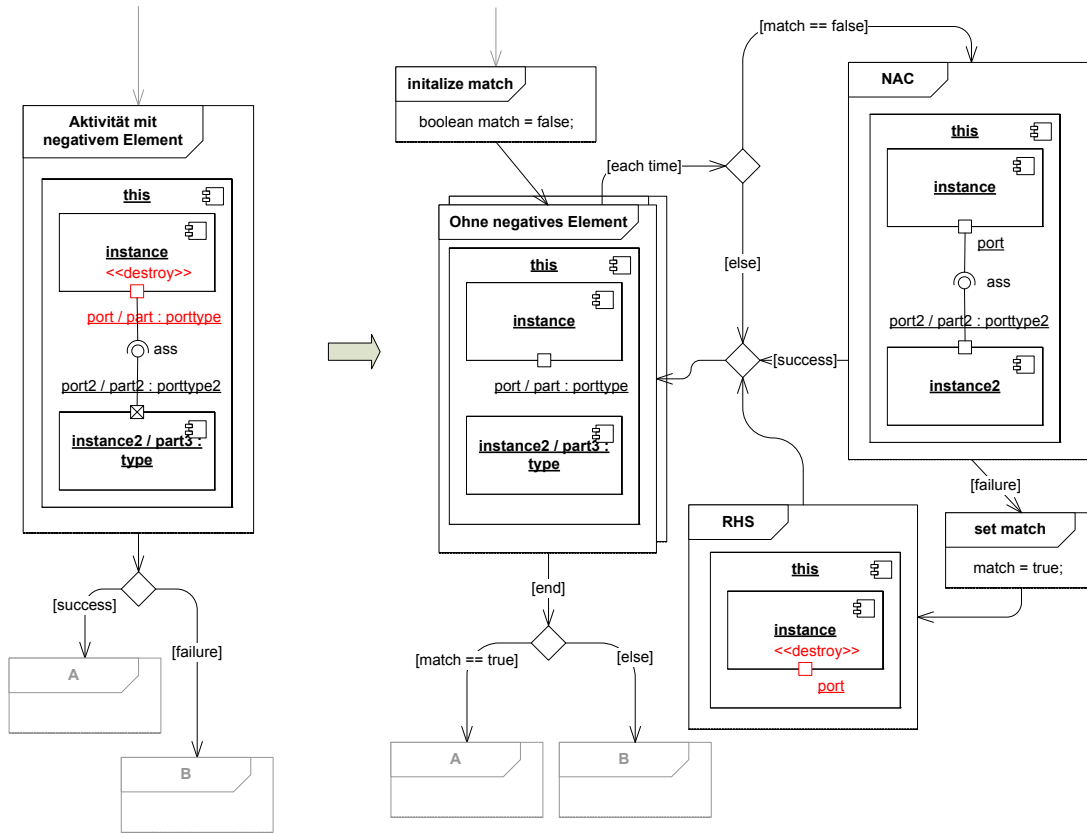 Aktivität mit
negativem Element
this
instance
<<destroy>>
port / part : porttype
ass
port2 / part2 : porttype2
instance2 / part3 :
type
[success]
[failure]
A
B
initalize match
boolean match = false;
[each time]
Ohne negatives Element
this
instance
port / part : porttype
instance2 / part3 :
type
[end]
[match == true]
[else]
A
B
[match == false]
[else]
[success]
NAC
this
instance
port
ass
port2 / part2 : porttype2
instance2
[failure]
set match
match = true;
RHS
this
instance
<<destroy>>
port